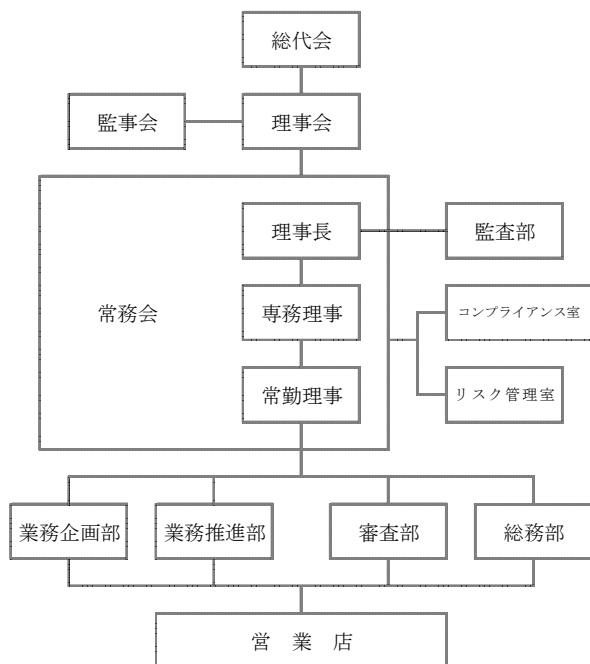 総代会
監事会
理事会
理事長
監査部
常務会
専務理事
コンプライアンス室
常勤理事
リスク管理室
業務企画部
業務推進部
審査部
総務部
営業店